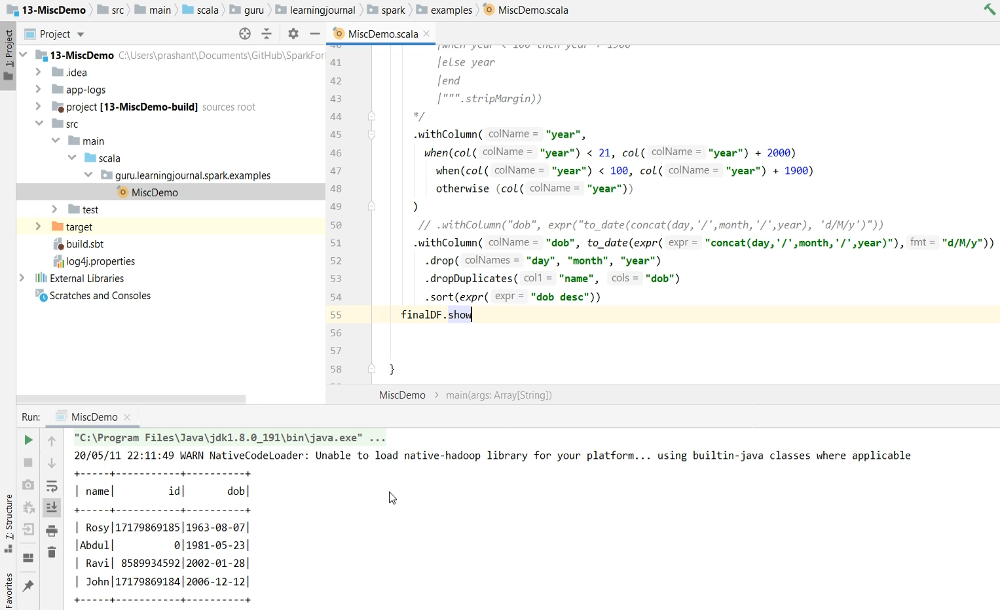 13-MiscDemo src main scala guru learningjournal spark examples MiscDemo.scala
Project
MiscDemo.scala
1: Project
13-MiscDemo C:\Users\prashant\Documents\GitHub\SparkFor
.idea
app-logs
project [13-MiscDemo-build] sources root
src
main
scala
guru.learningjournal.spark.examples
MiscDemo
test
target
build.sbt
log4j.properties
External Libraries
Scratches and Consoles
40 |when year < 100 then year + 1900
41 |else year
42 |end
43 |""".stripMargin))
44 */
45 .withColumn( colName = "year",
46 when(col( colName = "year") < 21, col( colName = "year") + 2000)
47 when(col( colName = "year") < 100, col( colName = "year") + 1900)
48 otherwise (col( colName = "year"))
49 )
50 // .withColumn("dob", expr("to_date(concat(day,'/',month,'/',year), 'd/M/y')"))
51 .withColumn( colName = "dob", to_date(expr( expr = "concat(day,'/',month,'/',year)"), fmt = "d/M/y"))
52 .drop( colNames = "day", "month", "year")
53 .dropDuplicates( col1 = "name", cols = "dob")
54 .sort(expr( expr = "dob desc"))
55 finalDF.show
56
57
58 }
MiscDemo > main(args: Array[String])
Run: MiscDemo
7: Structure
Favorites
"C:\Program Files\Java\jdk1.8.0_191\bin\java.exe" ...
20/05/11 22:11:49 WARN NativeCodeLoader: Unable to load native-hadoop library for your platform... using builtin-java classes where applicable
+-----+-----------+----------+
| name|         id|       dob|
+-----+-----------+----------+
| Rosy|17179869185|1963-08-07|
|Abdul|          0|1981-05-23|
| Ravi| 8589934592|2002-01-28|
| John|17179869184|2006-12-12|
+-----+-----------+----------+